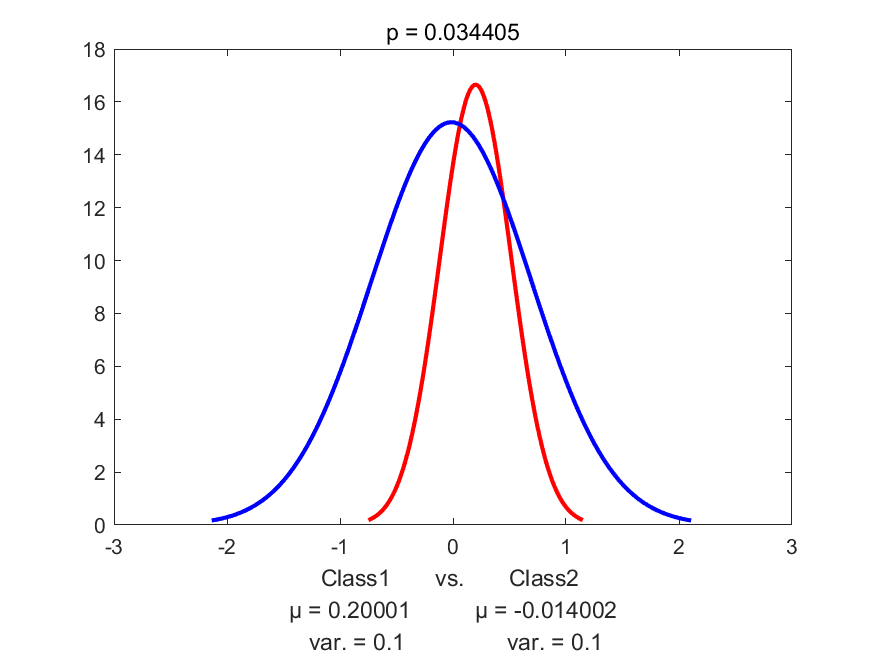 p = 0.034405
18
16
14
12
10
8
6
4
2
0
-3 -2 -1 0 1 2 3
Class1 vs. Class2
μ = 0.20001 μ = -0.014002
var. = 0.1 var. = 0.1